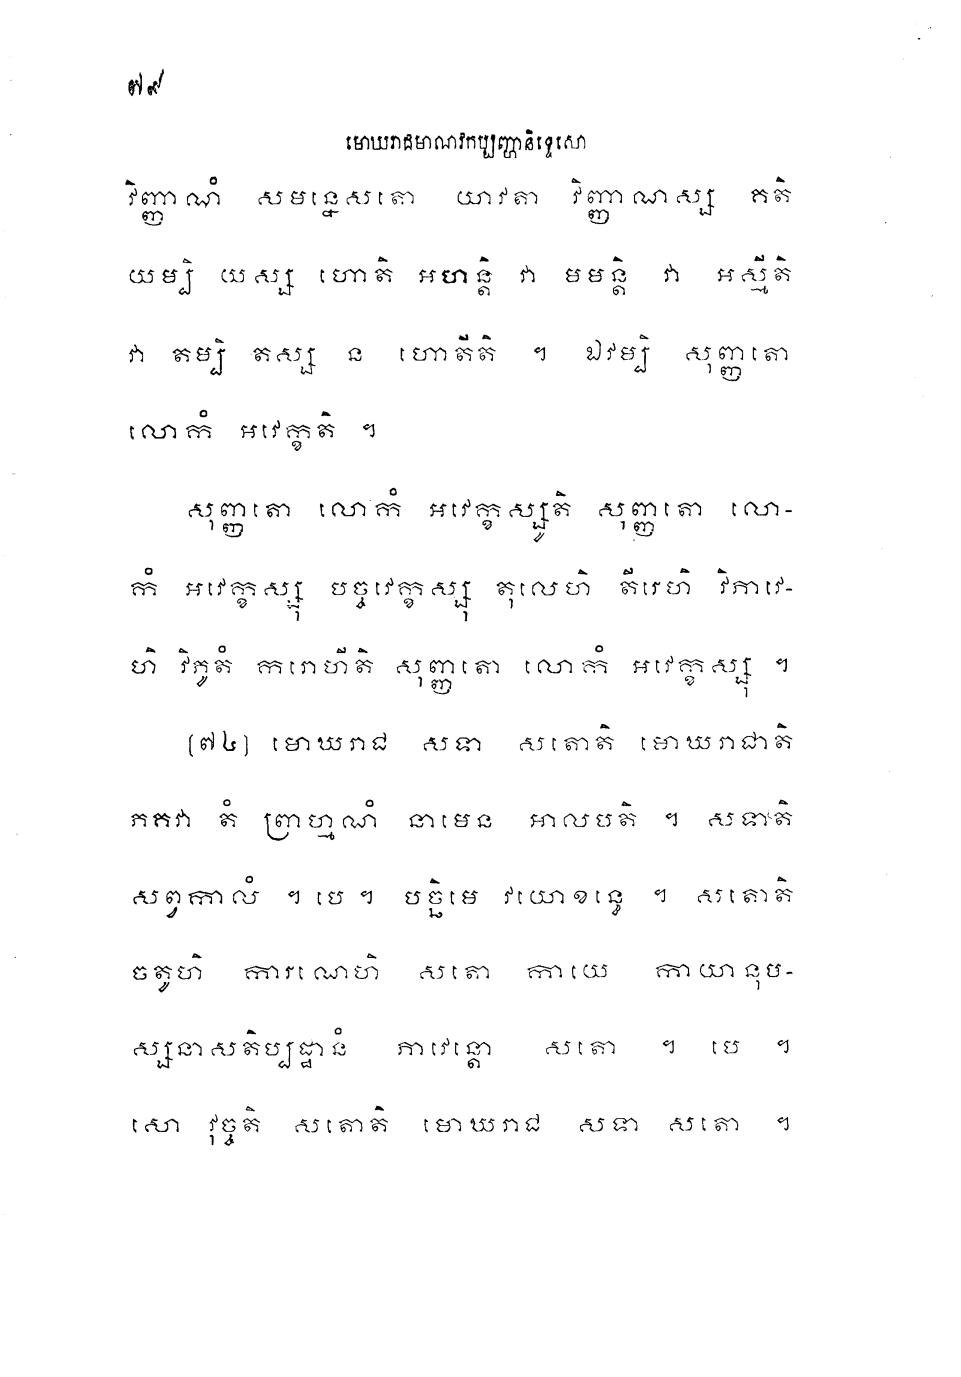 ៧៩
មោឃរាជមាណវកប្បញ្ហានិទ្ទេសោ
វិញ្ញាណំ សមន្នេសតោ យាវតា វិញ្ញាណស្ស គតិ
យម្បិ យស្ស ហោតិ អហន្តិ វា មមន្តិ វា អស្មីតិ
វា តម្បិ តស្ស ន ហោតីតិ ។ ឯវម្បិ សុញ្ញតោ
លោកំ អវេក្ខតិ ។
សុញ្ញតោ លោកំ អវេក្ខស្សូតិ សុញ្ញតោ លោ-
កំ អវេក្ខស្សុ បច្ចវេក្ខស្សុ តុលេហិ តីរេហិ វិភាវេ-
ហិ វិភូតំ ករោហីតិ សុញ្ញតោ លោកំ អវេក្ខស្សុ ។
(៧៤) មោឃរាជ សទា សតោតិ មោឃរាជាតិ
ភគវា តំ ព្រាហ្មណំ នាមេន អាលបតិ ។ សទាតិ
សព្វកាលំ ។ បេ ។ បច្ឆិមេ វយោខន្ធេ ។ សតោតិ
ចតូហិ ការណេហិ សតោ កាយេ កាយានុប-
ស្សនាសតិប្បដ្ឋានំ ភាវេន្តោ សតោ ។ បេ ។
សោ វុច្ចតិ សតោតិ មោឃរាជ សទា សតោ ។